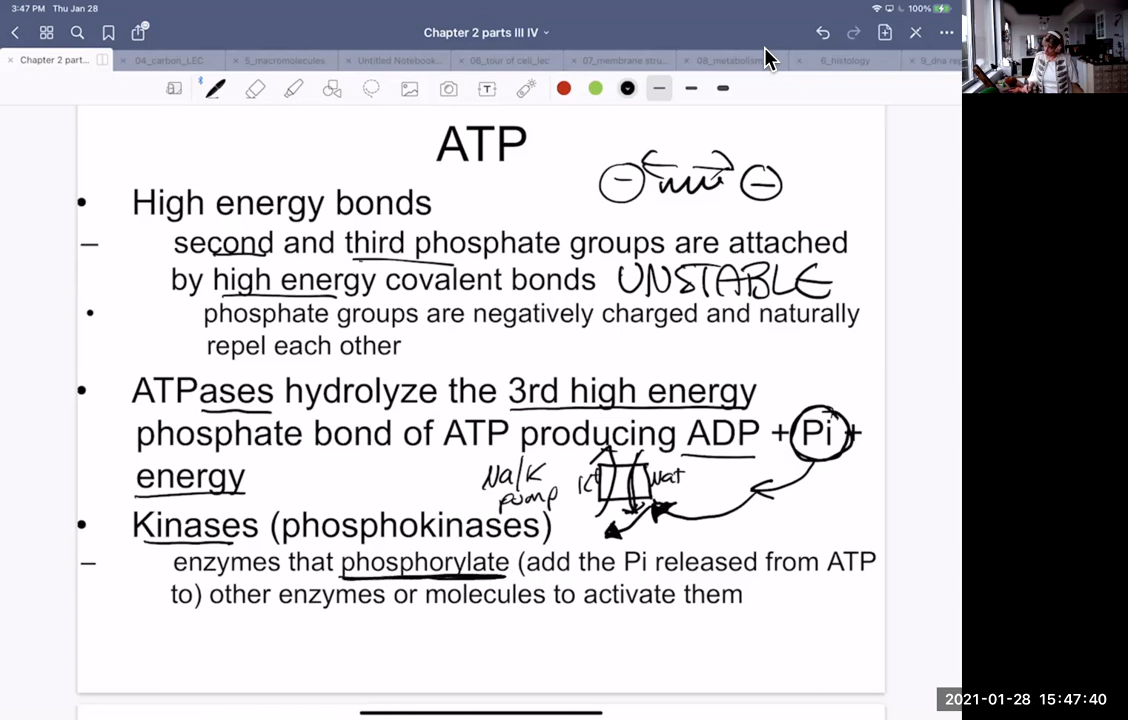 3:47 PM Thu Jan 28
100%
Chapter 2 parts III IV
Chapter 2 part...
04_carbon_LEC
5_macromolecules
Untitled Notebook...
06_tour of cell_lec
07_membrane stru...
08_metabolism
6_histology
ATP
• High energy bonds
– second and third phosphate groups are attached
by high energy covalent bonds UNSTABLE
• phosphate groups are negatively charged and naturally
repel each other
• ATPases hydrolyze the 3rd high energy
phosphate bond of ATP producing ADP + Pi +
energy
Na/K
pump
K+
Na+
• Kinases (phosphokinases)
– enzymes that phosphorylate (add the Pi released from ATP
to) other enzymes or molecules to activate them
2021-01-28 15:47:40